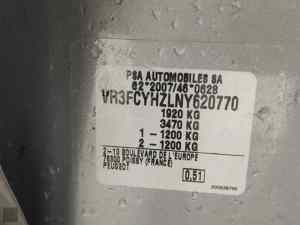 PSA AUTOMOBILES SA
e2*2007/46*0628
VR3FCYHZLNY620770
1920 KG
3470 KG
1 - 1200 KG
2 - 1200 KG
2-10 BOULEVARD DE L'EUROPE
78300 POISSY (FRANCE)
PEUGEOT
0,51